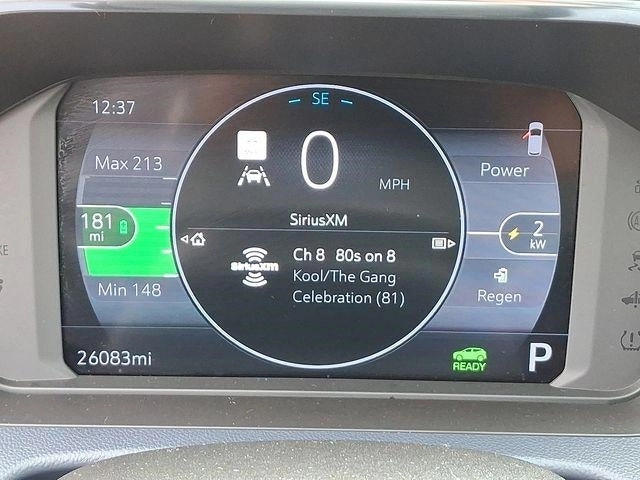 12:37
SE
Max 213
0
MPH
Power
181
mi
SiriusXM
2
kW
Ch 8 80s on 8
SiriusXM
Kool/The Gang
Celebration (81)
Min 148
Regen
26083mi
READY
P